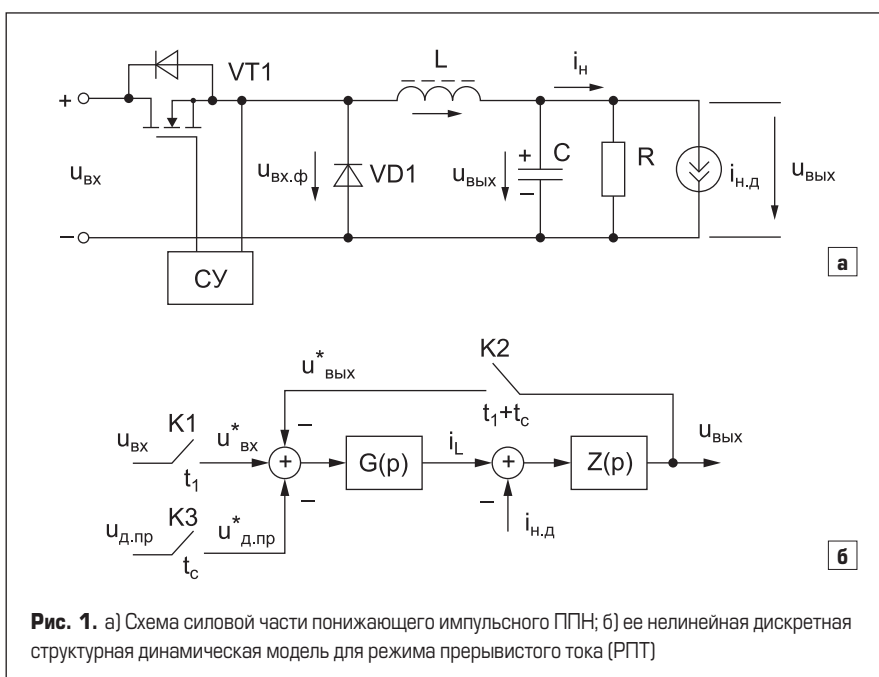 VT1
L
iн
+
uвх
uвх.ф
VD1
uвых
+
C
−
R
iн.д
uвых
−
СУ
а
K2
u*вых
t1+tc
−
K1
uвх
u*вх
t1
+
G(p)
iL
+
Z(p)
uвых
−
−
iн.д
K3
uд.пр
u*д.пр
tc
б
Рис. 1. а) Схема силовой части понижающего импульсного ППН; б) ее нелинейная дискретная
структурная динамическая модель для режима прерывистого тока (РПТ)